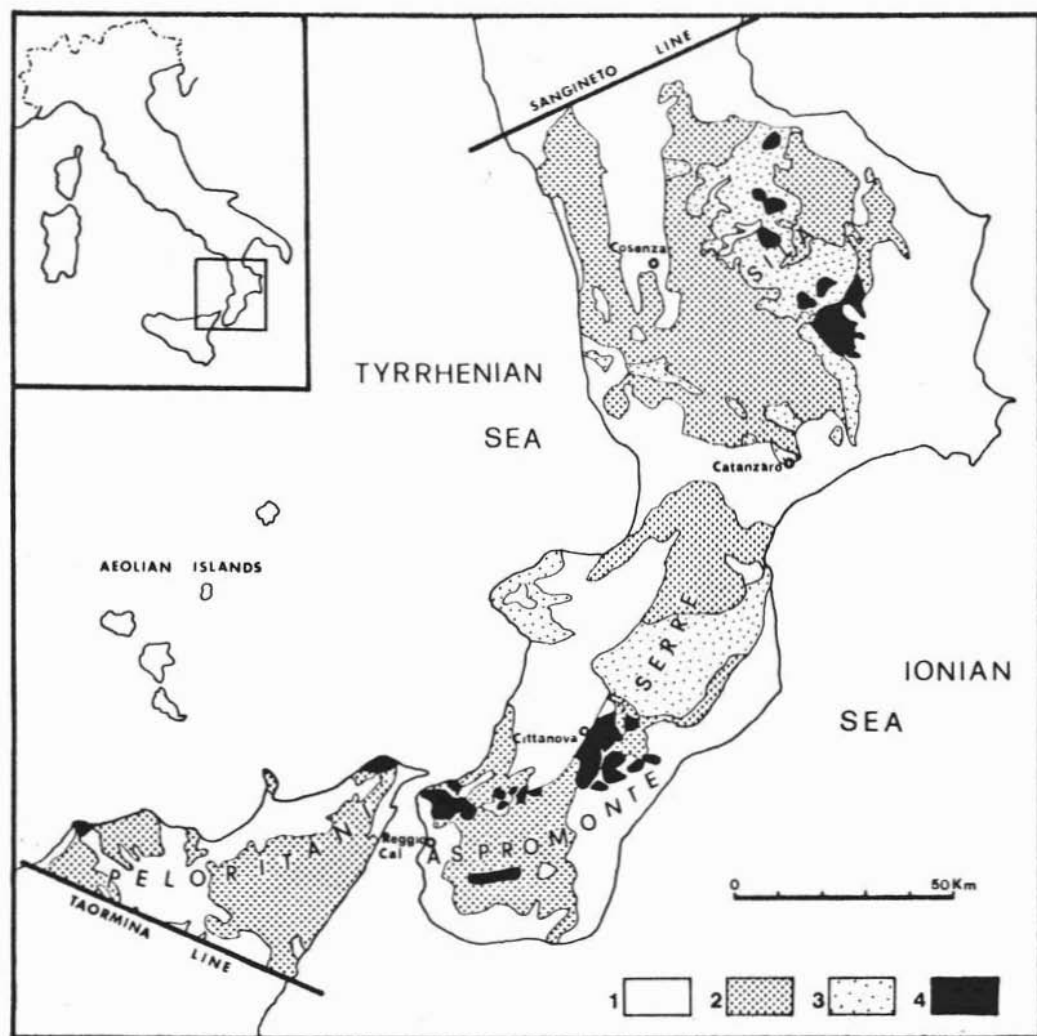 SANGINETO LINE
SILA
Cosenza
TYRRHENIAN
SEA
Catanzaro
AEOLIAN ISLANDS
SERRE
IONIAN
SEA
Cittanova
ASPROMONTE
Reggio
Cal
PELORITANI
TAORMINA LINE
0 50Km
1 2 3 4